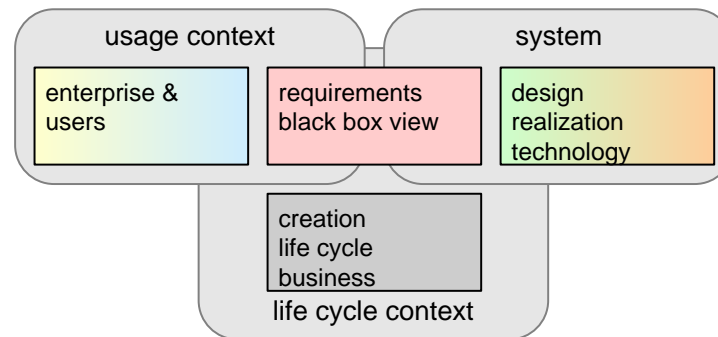 usage context
system
enterprise &
users
requirements
black box view
design
realization
technology
creation
life cycle
business
life cycle context